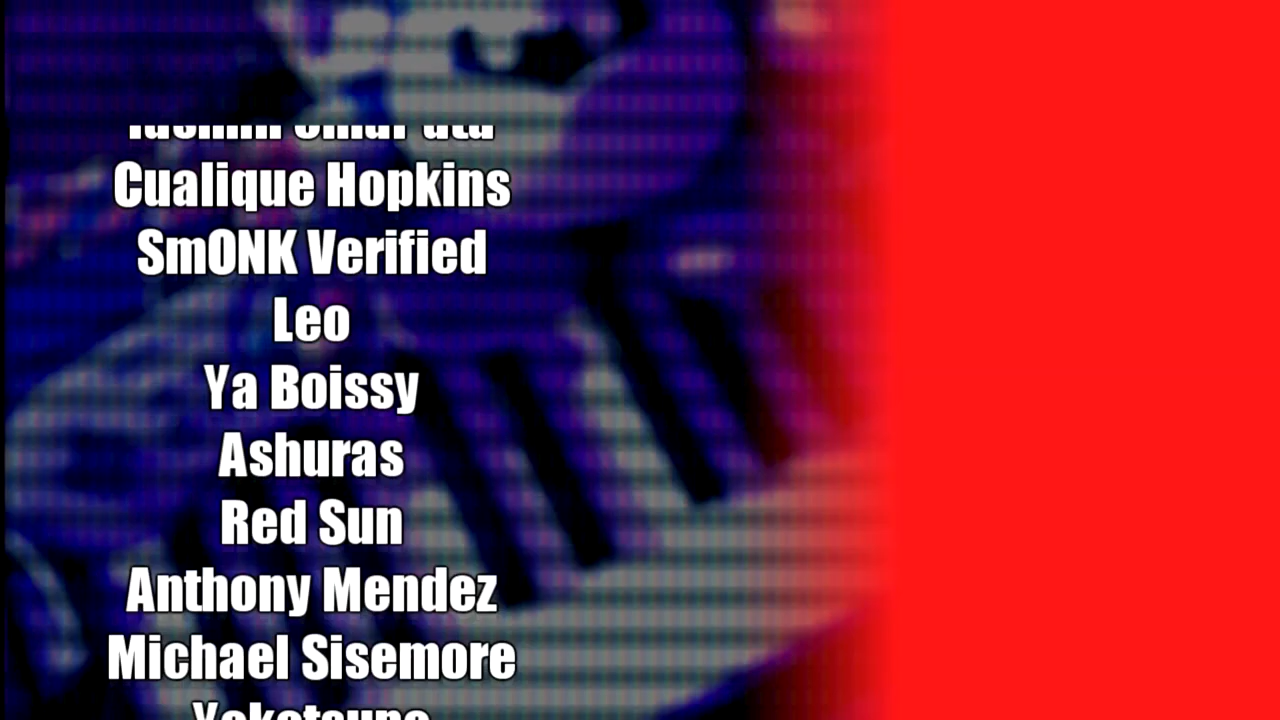 Cualique Hopkins
SmONK Verified
Leo
Ya Boissy
Ashuras
Red Sun
Anthony Mendez
Michael Sisemore